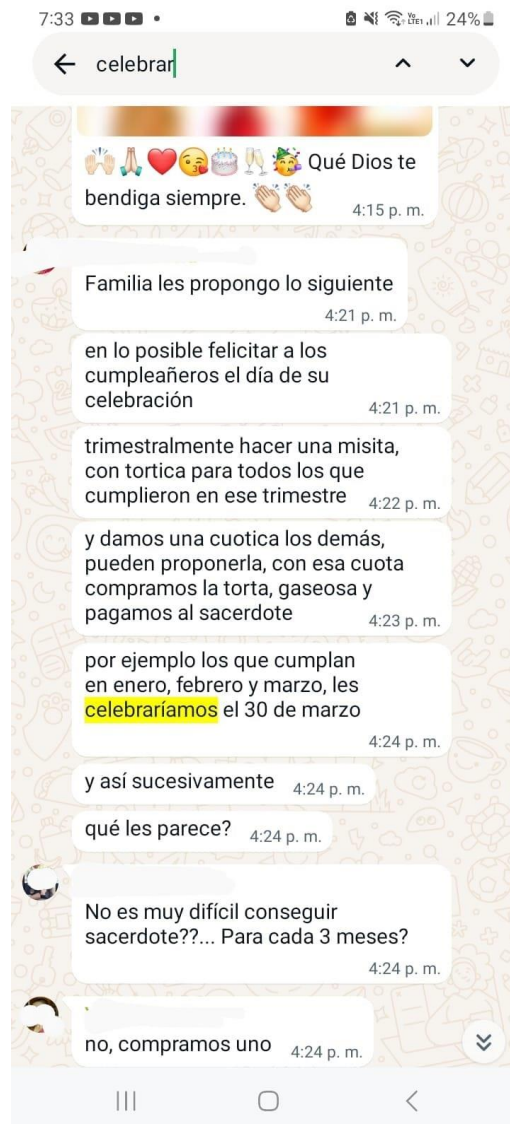 7:33
24%
celebrar
Qué Dios te
bendiga siempre.
4:15 p. m.
Familia les propongo lo siguiente
4:21 p. m.
en lo posible felicitar a los
cumpleañeros el día de su
celebración
4:21 p. m.
trimestralmente hacer una misita,
con tortica para todos los que
cumplieron en ese trimestre 4:22 p. m.
y damos una cuotica los demás,
pueden proponerla, con esa cuota
compramos la torta, gaseosa y
pagamos al sacerdote 4:23 p. m.
por ejemplo los que cumplan
en enero, febrero y marzo, les
celebraríamos el 30 de marzo
4:24 p. m.
y así sucesivamente 4:24 p. m.
qué les parece? 4:24 p. m.
No es muy difícil conseguir
sacerdote??... Para cada 3 meses?
4:24 p. m.
no, compramos uno 4:24 p. m.